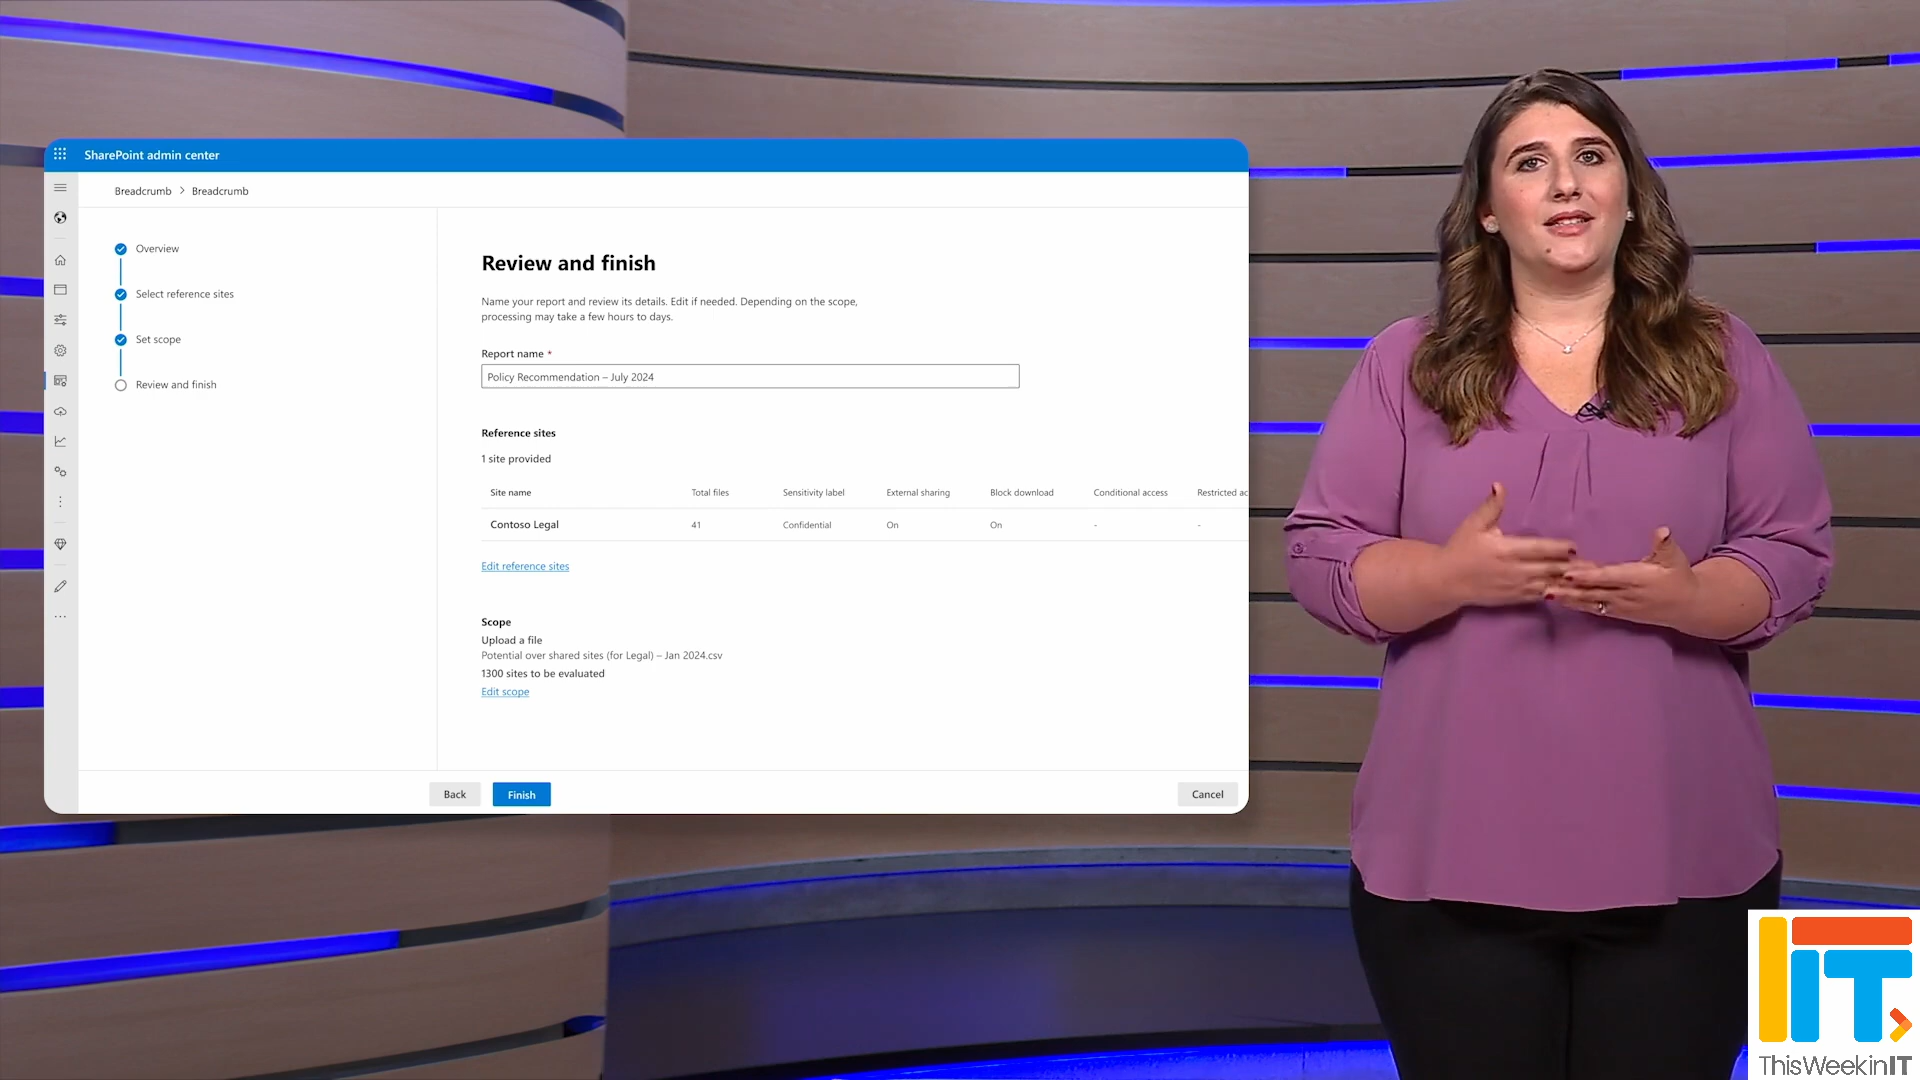 SharePoint admin center
Breadcrumb > Breadcrumb
Overview
Select reference sites
Set scope
Review and finish
Review and finish
Name your report and review its details. Edit if needed. Depending on the scope,
processing may take a few hours to days.
Report name *
Policy Recommendation – July 2024
Reference sites
1 site provided
Site name Total files Sensitivity label External sharing Block download Conditional access Restricted ac
Contoso Legal 41 Confidential On On - -
Edit reference sites
Scope
Upload a file
Potential over shared sites (for Legal) – Jan 2024.csv
1300 sites to be evaluated
Edit scope
Back Finish Cancel
IT
ThisWeekinIT